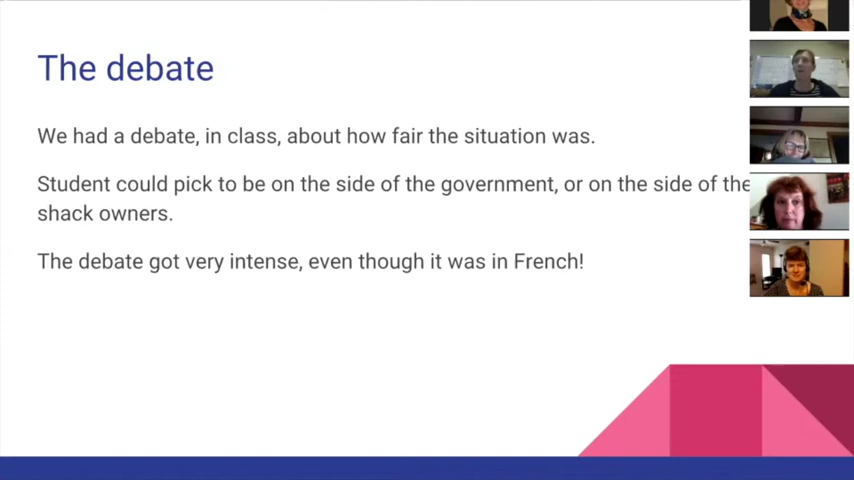 The debate
We had a debate, in class, about how fair the situation was.
Student could pick to be on the side of the government, or on the side of the
shack owners.
The debate got very intense, even though it was in French!